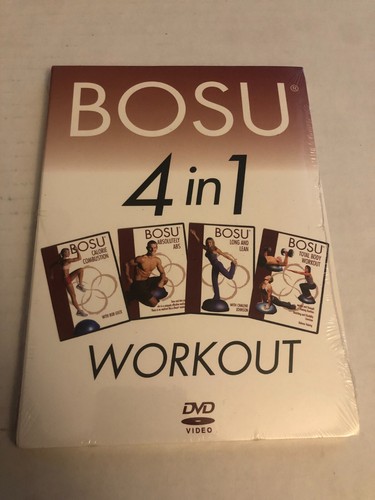 BOSU®
4 in 1
BOSU
CALORIE
COMBUSTION
BOSU
ABSOLUTELY
ABS
BOSU
LONG AND
LEAN
BOSU
TOTAL BODY
WORKOUT
WORKOUT
DVD
VIDEO